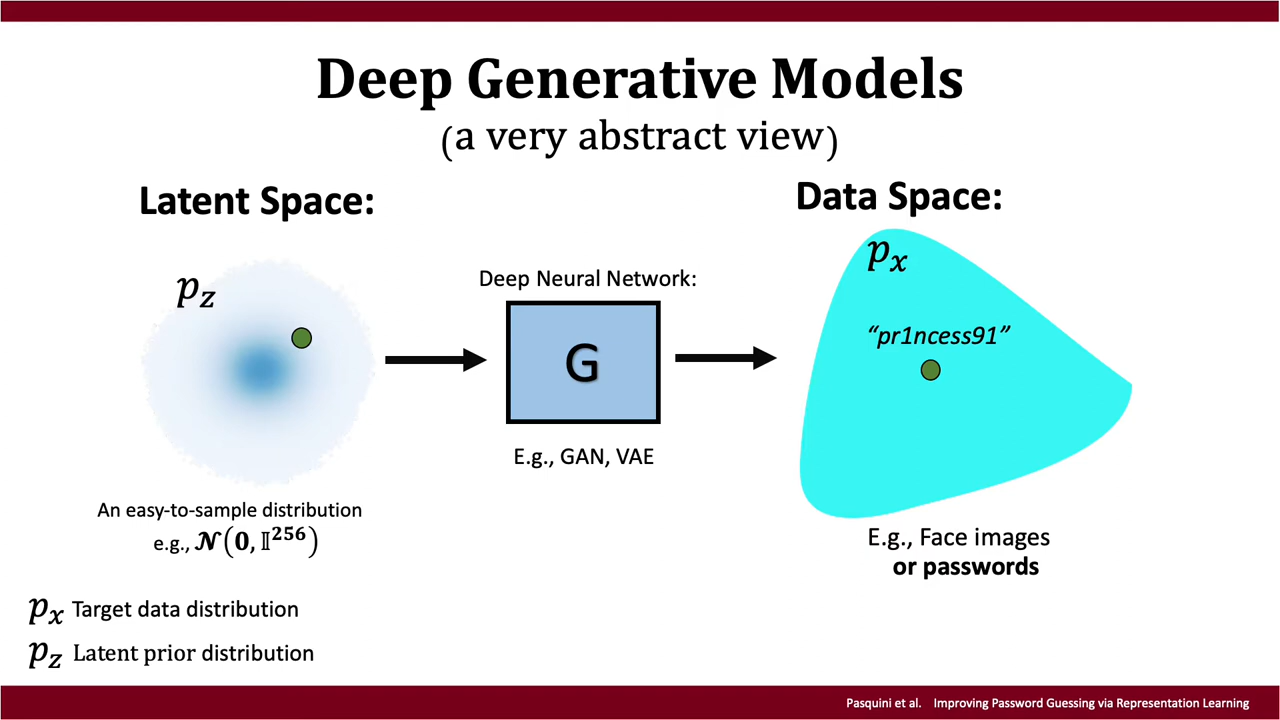 Deep Generative Models
(a very abstract view)
Latent Space:
Data Space:
p_z
Deep Neural Network:
G
E.g., GAN, VAE
p_x
“pr1ncess91”
An easy-to-sample distribution
e.g., 𝓝(0, 𝕀²⁵⁶)
E.g., Face images
or passwords
p_x Target data distribution
p_z Latent prior distribution
Pasquini et al. Improving Password Guessing via Representation Learning